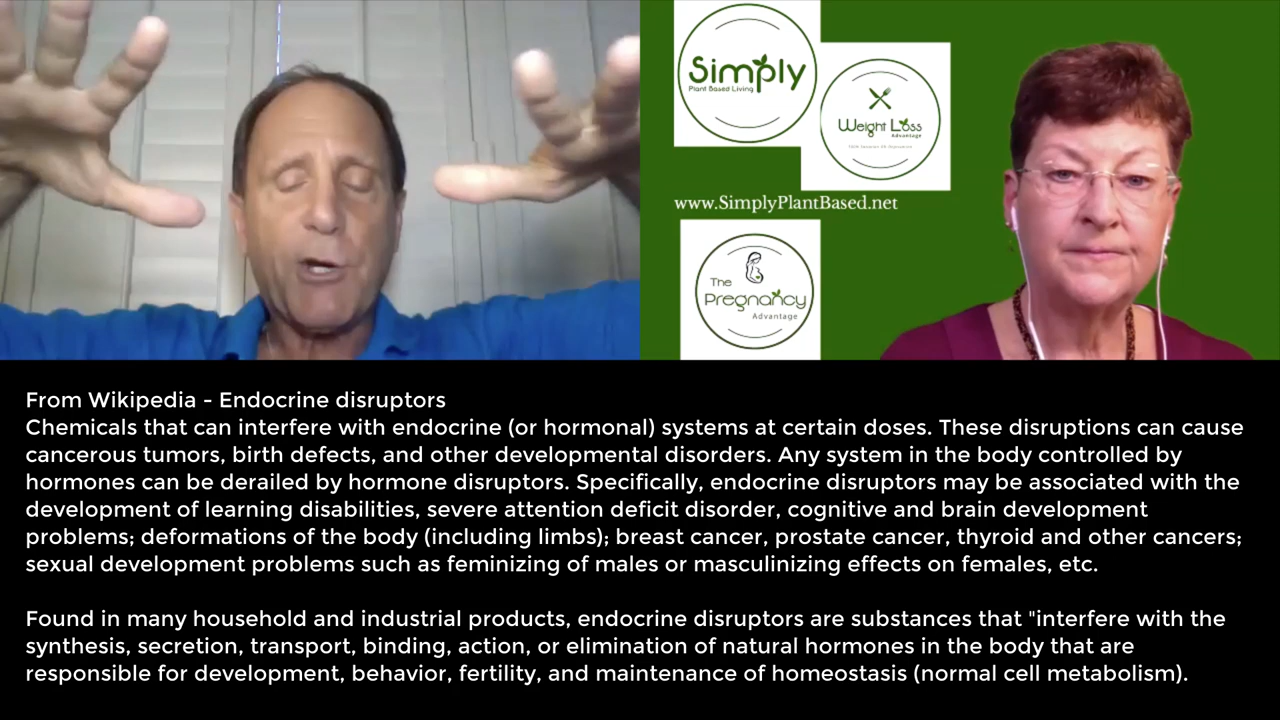 Simply
Plant Based Living
Weight Loss
Advantage
www.SimplyPlantBased.net
The
Pregnancy
Advantage
From Wikipedia - Endocrine disruptors
Chemicals that can interfere with endocrine (or hormonal) systems at certain doses. These disruptions can cause
cancerous tumors, birth defects, and other developmental disorders. Any system in the body controlled by
hormones can be derailed by hormone disruptors. Specifically, endocrine disruptors may be associated with the
development of learning disabilities, severe attention deficit disorder, cognitive and brain development
problems; deformations of the body (including limbs); breast cancer, prostate cancer, thyroid and other cancers;
sexual development problems such as feminizing of males or masculinizing effects on females, etc.
Found in many household and industrial products, endocrine disruptors are substances that "interfere with the
synthesis, secretion, transport, binding, action, or elimination of natural hormones in the body that are
responsible for development, behavior, fertility, and maintenance of homeostasis (normal cell metabolism).